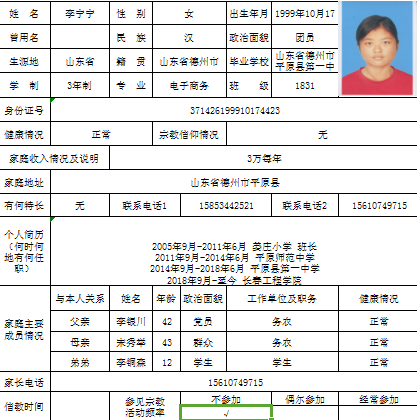 姓 名 李宁宁 性 别 女 出生年月 1999年10月17
曾用名 民 族 汉 政治面貌 团员
生源地 山东省 籍 贯 山东省德州市 毕业学校 山东省德州市平原县第一中
学 制 3年制 专 业 电子商务 班 级 1831
身份证号 371426199910174423
健康情况 正常 宗教信仰情况 无
家庭收入情况及说明 3万每年
家庭地址 山东省德州市平原县
有何特长 无 联系电话1 15853442521 联系电话2 15610749715
个人简历
（何时何地有何任职）
2005年9月-2011年6月 娄庄小学 班长
2011年9月-2014年6月 平原师范中学
2014年9月-2018年6月 平原县第一中学
2018年9月-至今 长春工程学院
家庭主要成员情况
与本人关系 姓名 年龄 政治面貌 工作单位及职务 健康情况
父亲 李银川 42 党员 务农 正常
母亲 宋秀举 43 群众 务农 正常
弟弟 李钢森 12 学生 学生 正常
家长电话 15610749715
信教时间 参见宗教活动频率 不参加 偶尔参加 经常参加
√